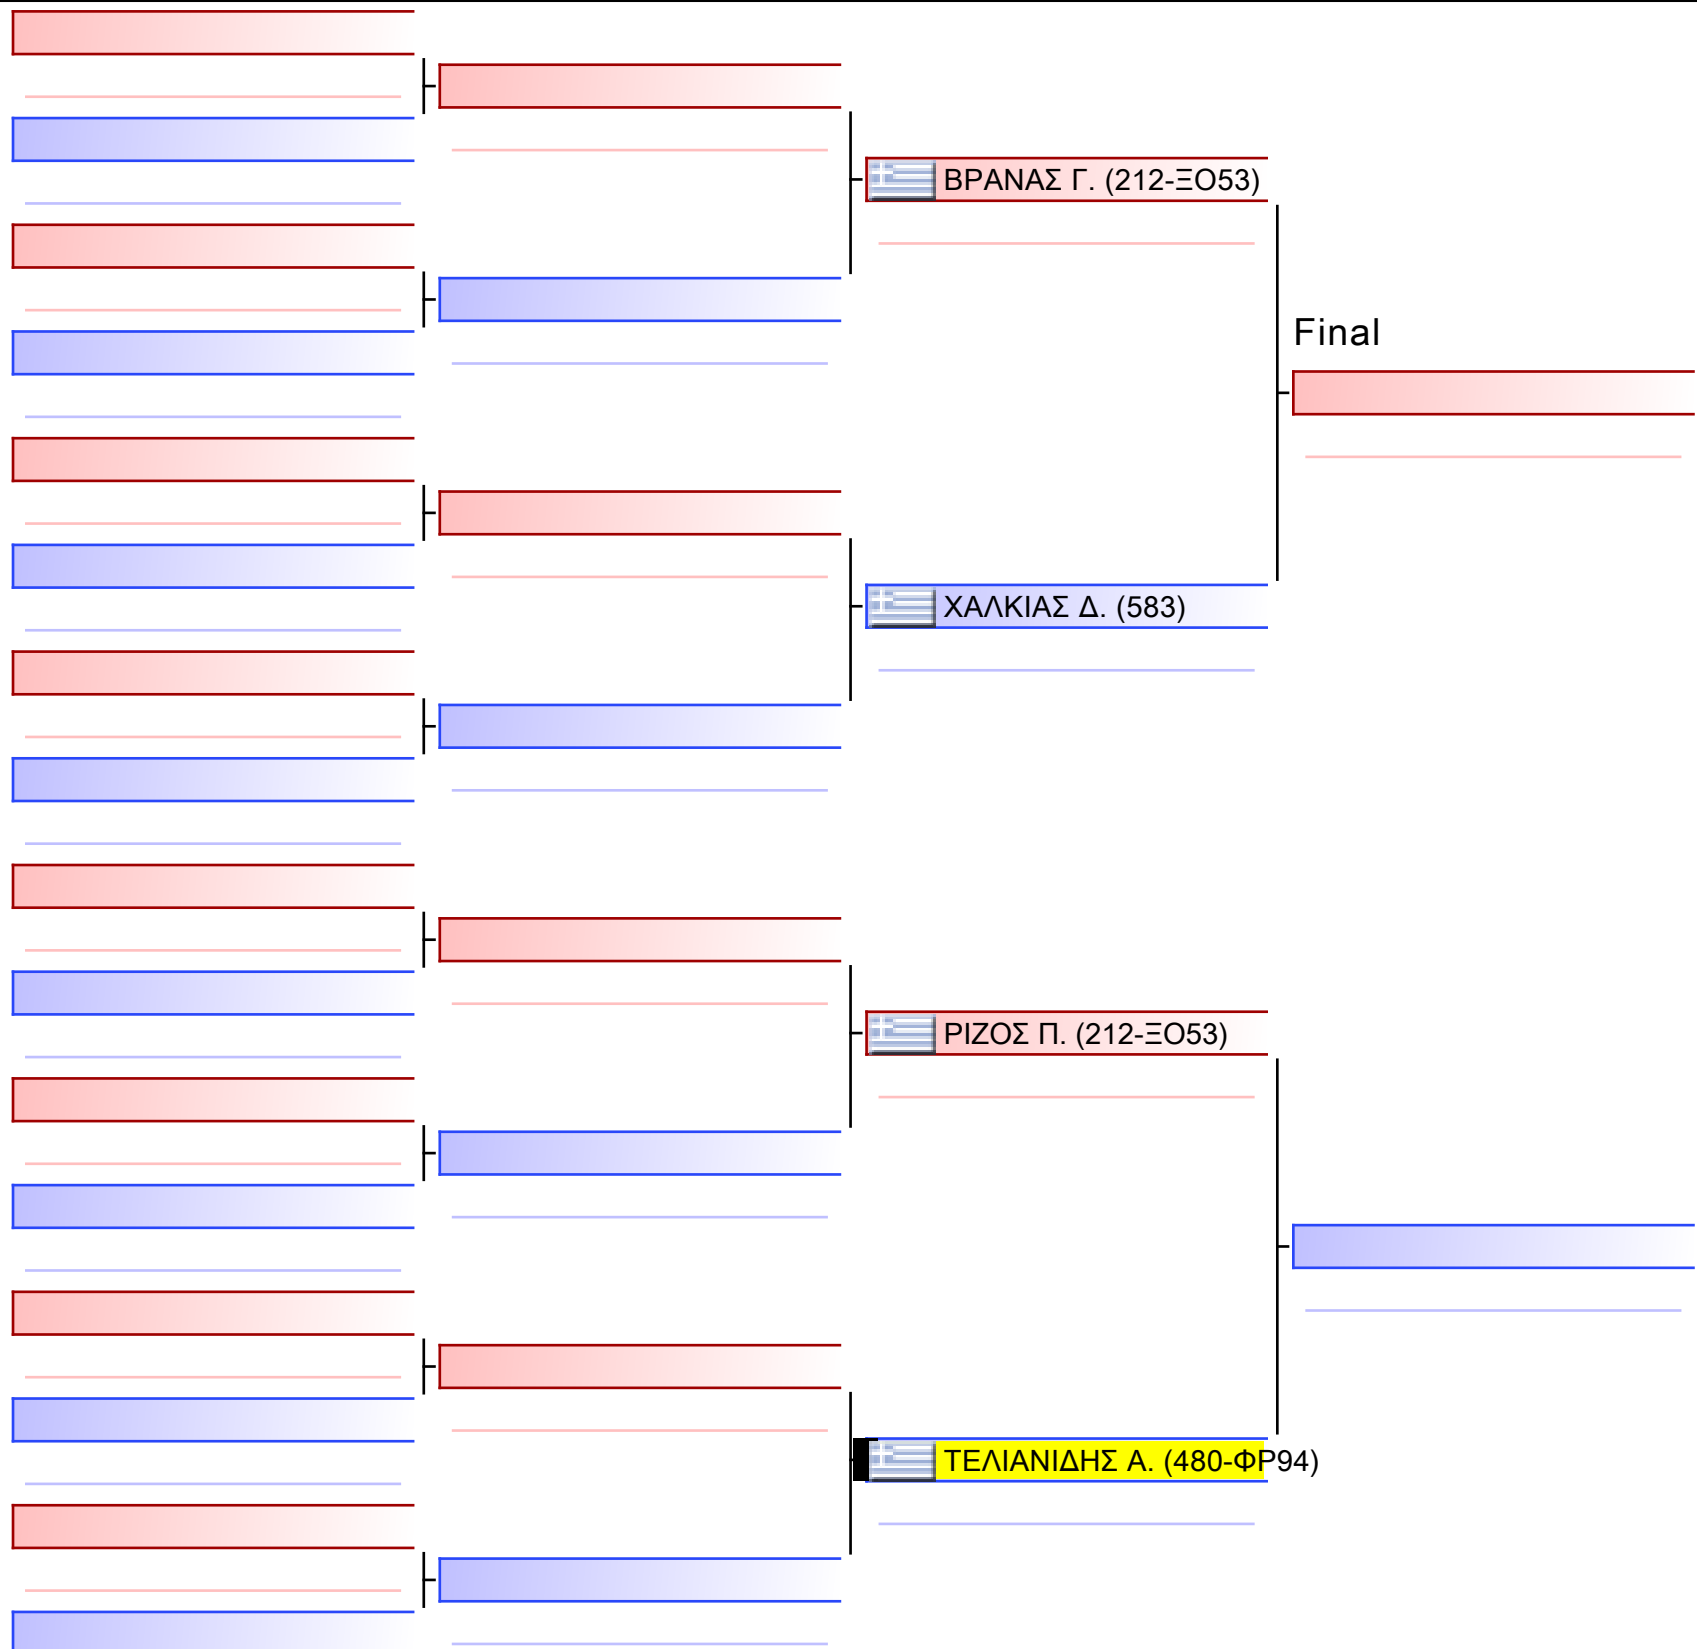 ΒΡΑΝΑΣ Γ. (212-ΞΟ53)
Final
ΧΑΛΚΙΑΣ Δ. (583)
ΡΙΖΟΣ Π. (212-ΞΟ53)
ΤΕΛΙΑΝΙΔΗΣ Α. (480-ΦΡ94)